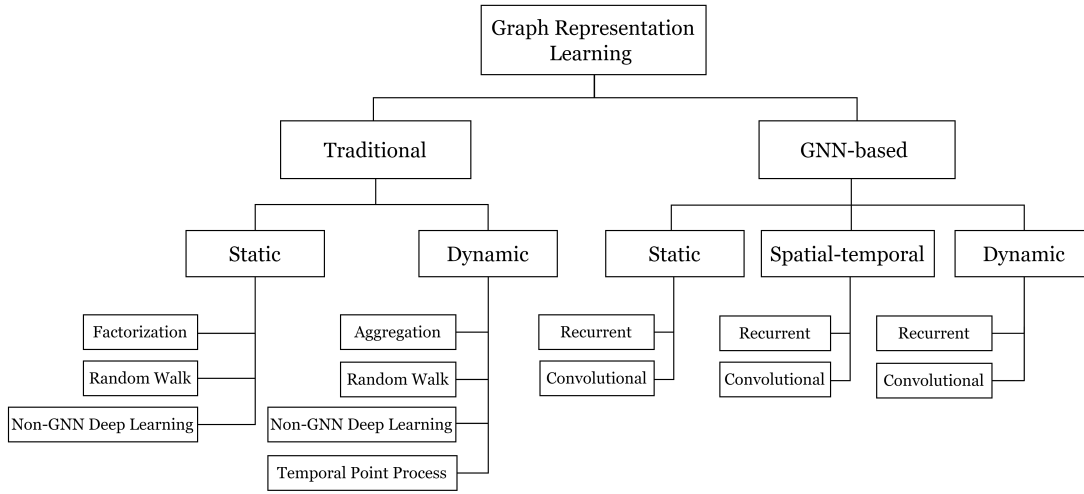 Graph Representation
Learning
Traditional
GNN-based
Static
Dynamic
Static
Spatial-temporal
Dynamic
Factorization
Random Walk
Non-GNN Deep Learning
Aggregation
Random Walk
Non-GNN Deep Learning
Temporal Point Process
Recurrent
Convolutional
Recurrent
Convolutional
Recurrent
Convolutional